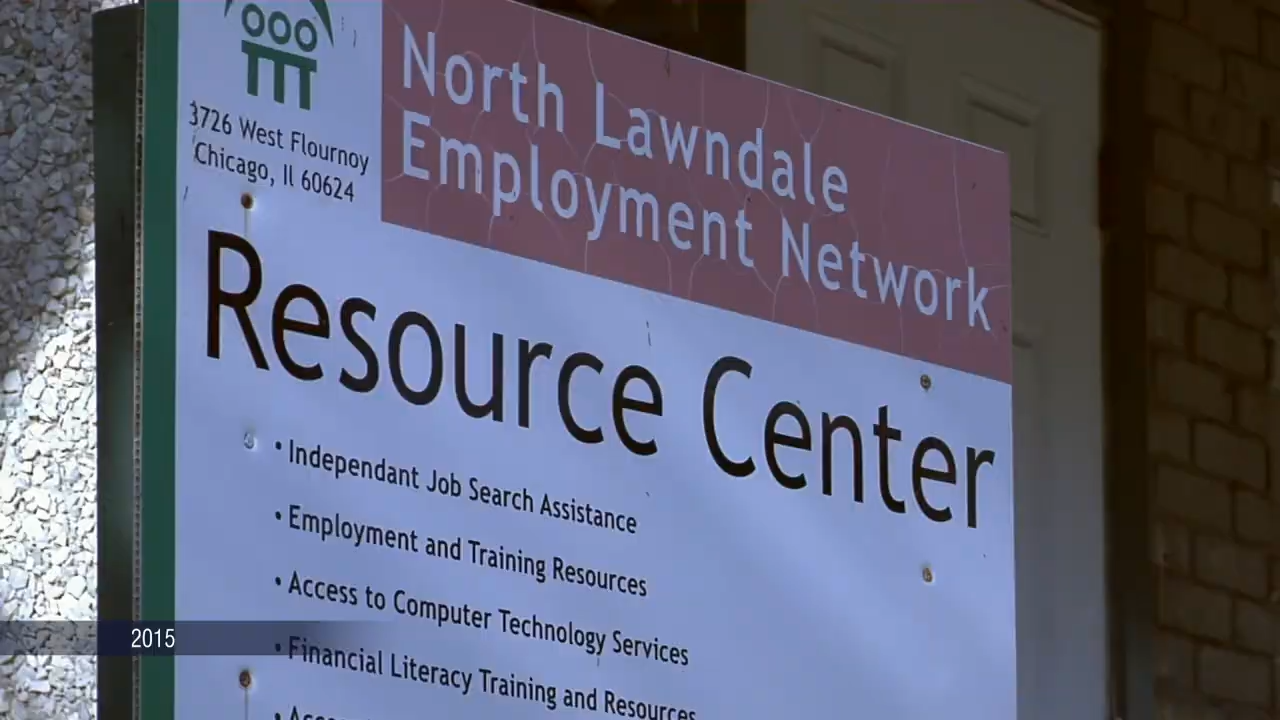 3726 West Flournoy
Chicago, Il 60624
North Lawndale
Employment Network
Resource Center
• Independant Job Search Assistance
• Employment and Training Resources
• Access to Computer Technology Services
• Financial Literacy Training and Resources
2015